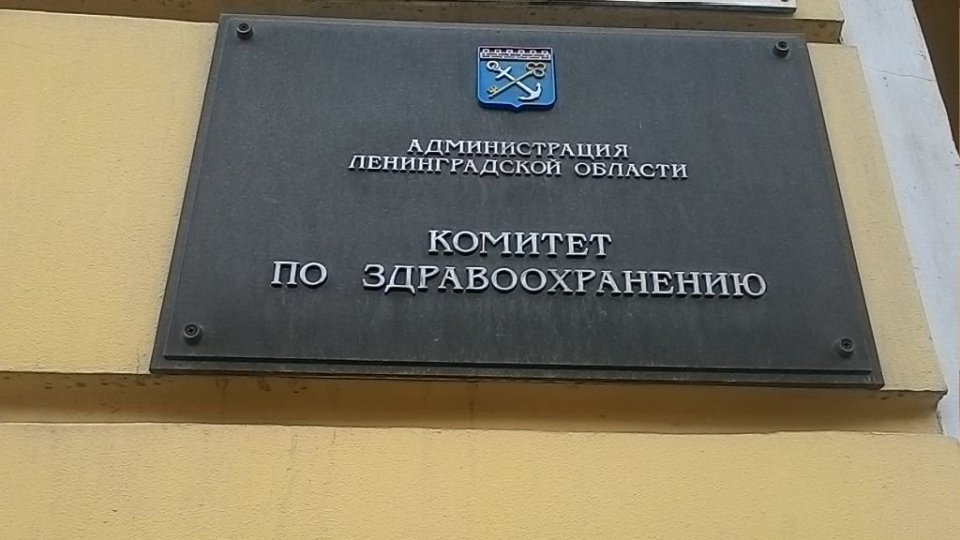 АДМИНИСТРАЦИЯ
ЛЕНИНГРАДСКОЙ ОБЛАСТИ
КОМИТЕТ
ПО ЗДРАВООХРАНЕНИЮ